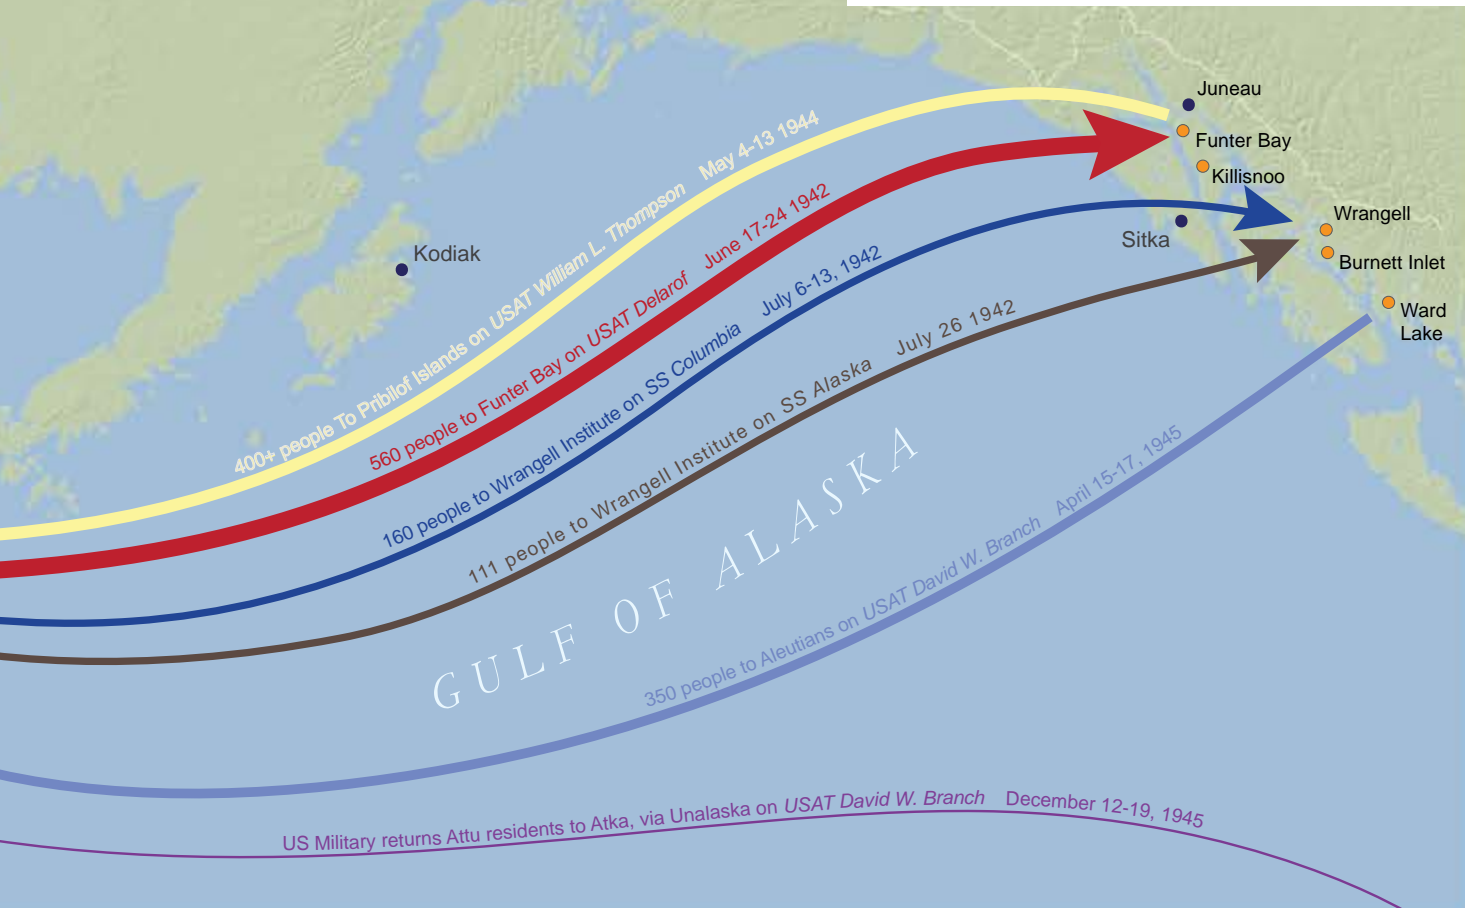 Juneau
Funter Bay
Killisnoo
Wrangell
Sitka
Burnett Inlet
Kodiak
Ward
Lake
400+ people To Pribilof Islands on USAT William L. Thompson May 4-13 1944
560 people to Funter Bay on USAT Delarof June 17-24 1942
160 people to Wrangell Institute on SS Columbia July 6-13, 1942
111 people to Wrangell Institute on SS Alaska July 26 1942
GULF OF ALASKA
350 people to Aleutians on USAT David W. Branch April 15-17, 1945
US Military returns Attu residents to Atka, via Unalaska on USAT David W. Branch December 12-19, 1945